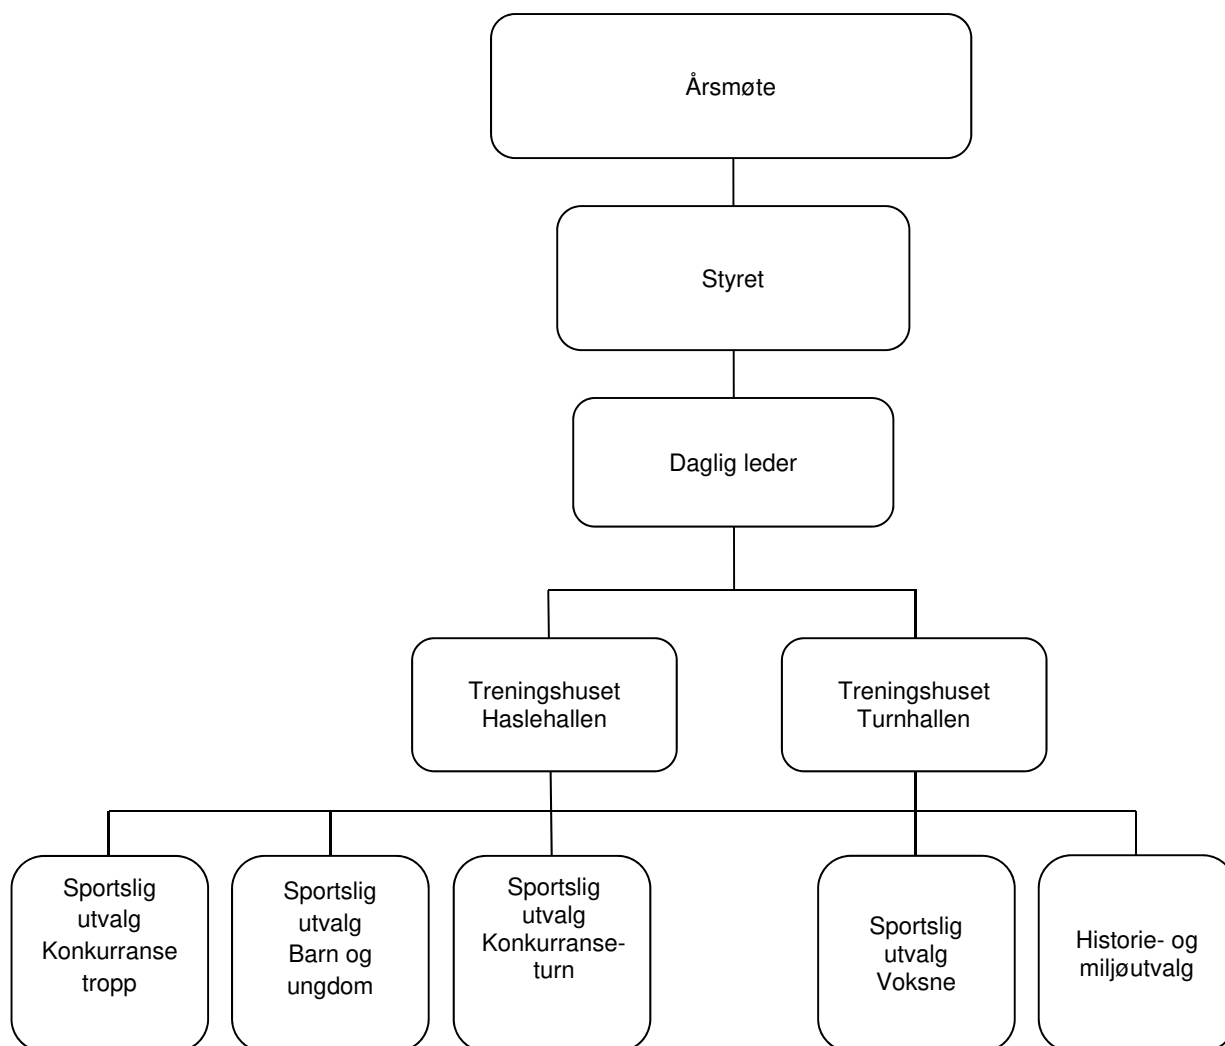 Årsmøte
Styret
Daglig leder
Treningshuset
Haslehallen
Treningshuset
Turnhallen
Sportslig
utvalg
Konkurranse
tropp
Sportslig
utvalg
Barn og
ungdom
Sportslig
utvalg
Konkurranse-
turn
Sportslig
utvalg
Voksne
Historie- og
miljøutvalg